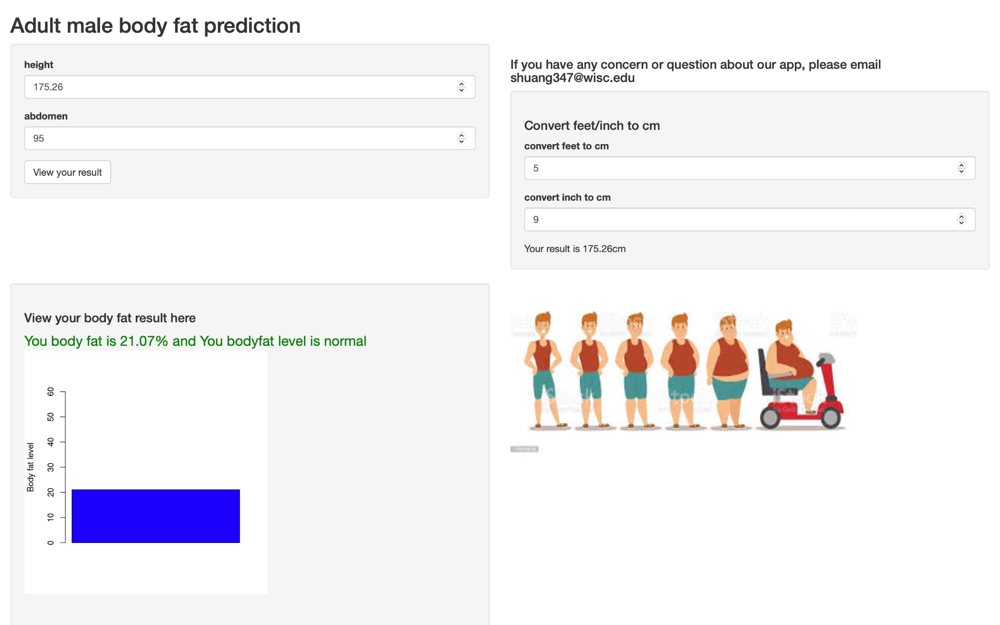 Adult male body fat prediction
height
175.26
abdomen
95
View your result
If you have any concern or question about our app, please email
shuang347@wisc.edu
Convert feet/inch to cm
convert feet to cm
5
convert inch to cm
9
Your result is 175.26cm
View your body fat result here
You body fat is 21.07% and You bodyfat level is normal
Body fat level
60
50
40
30
20
10
0
iStock